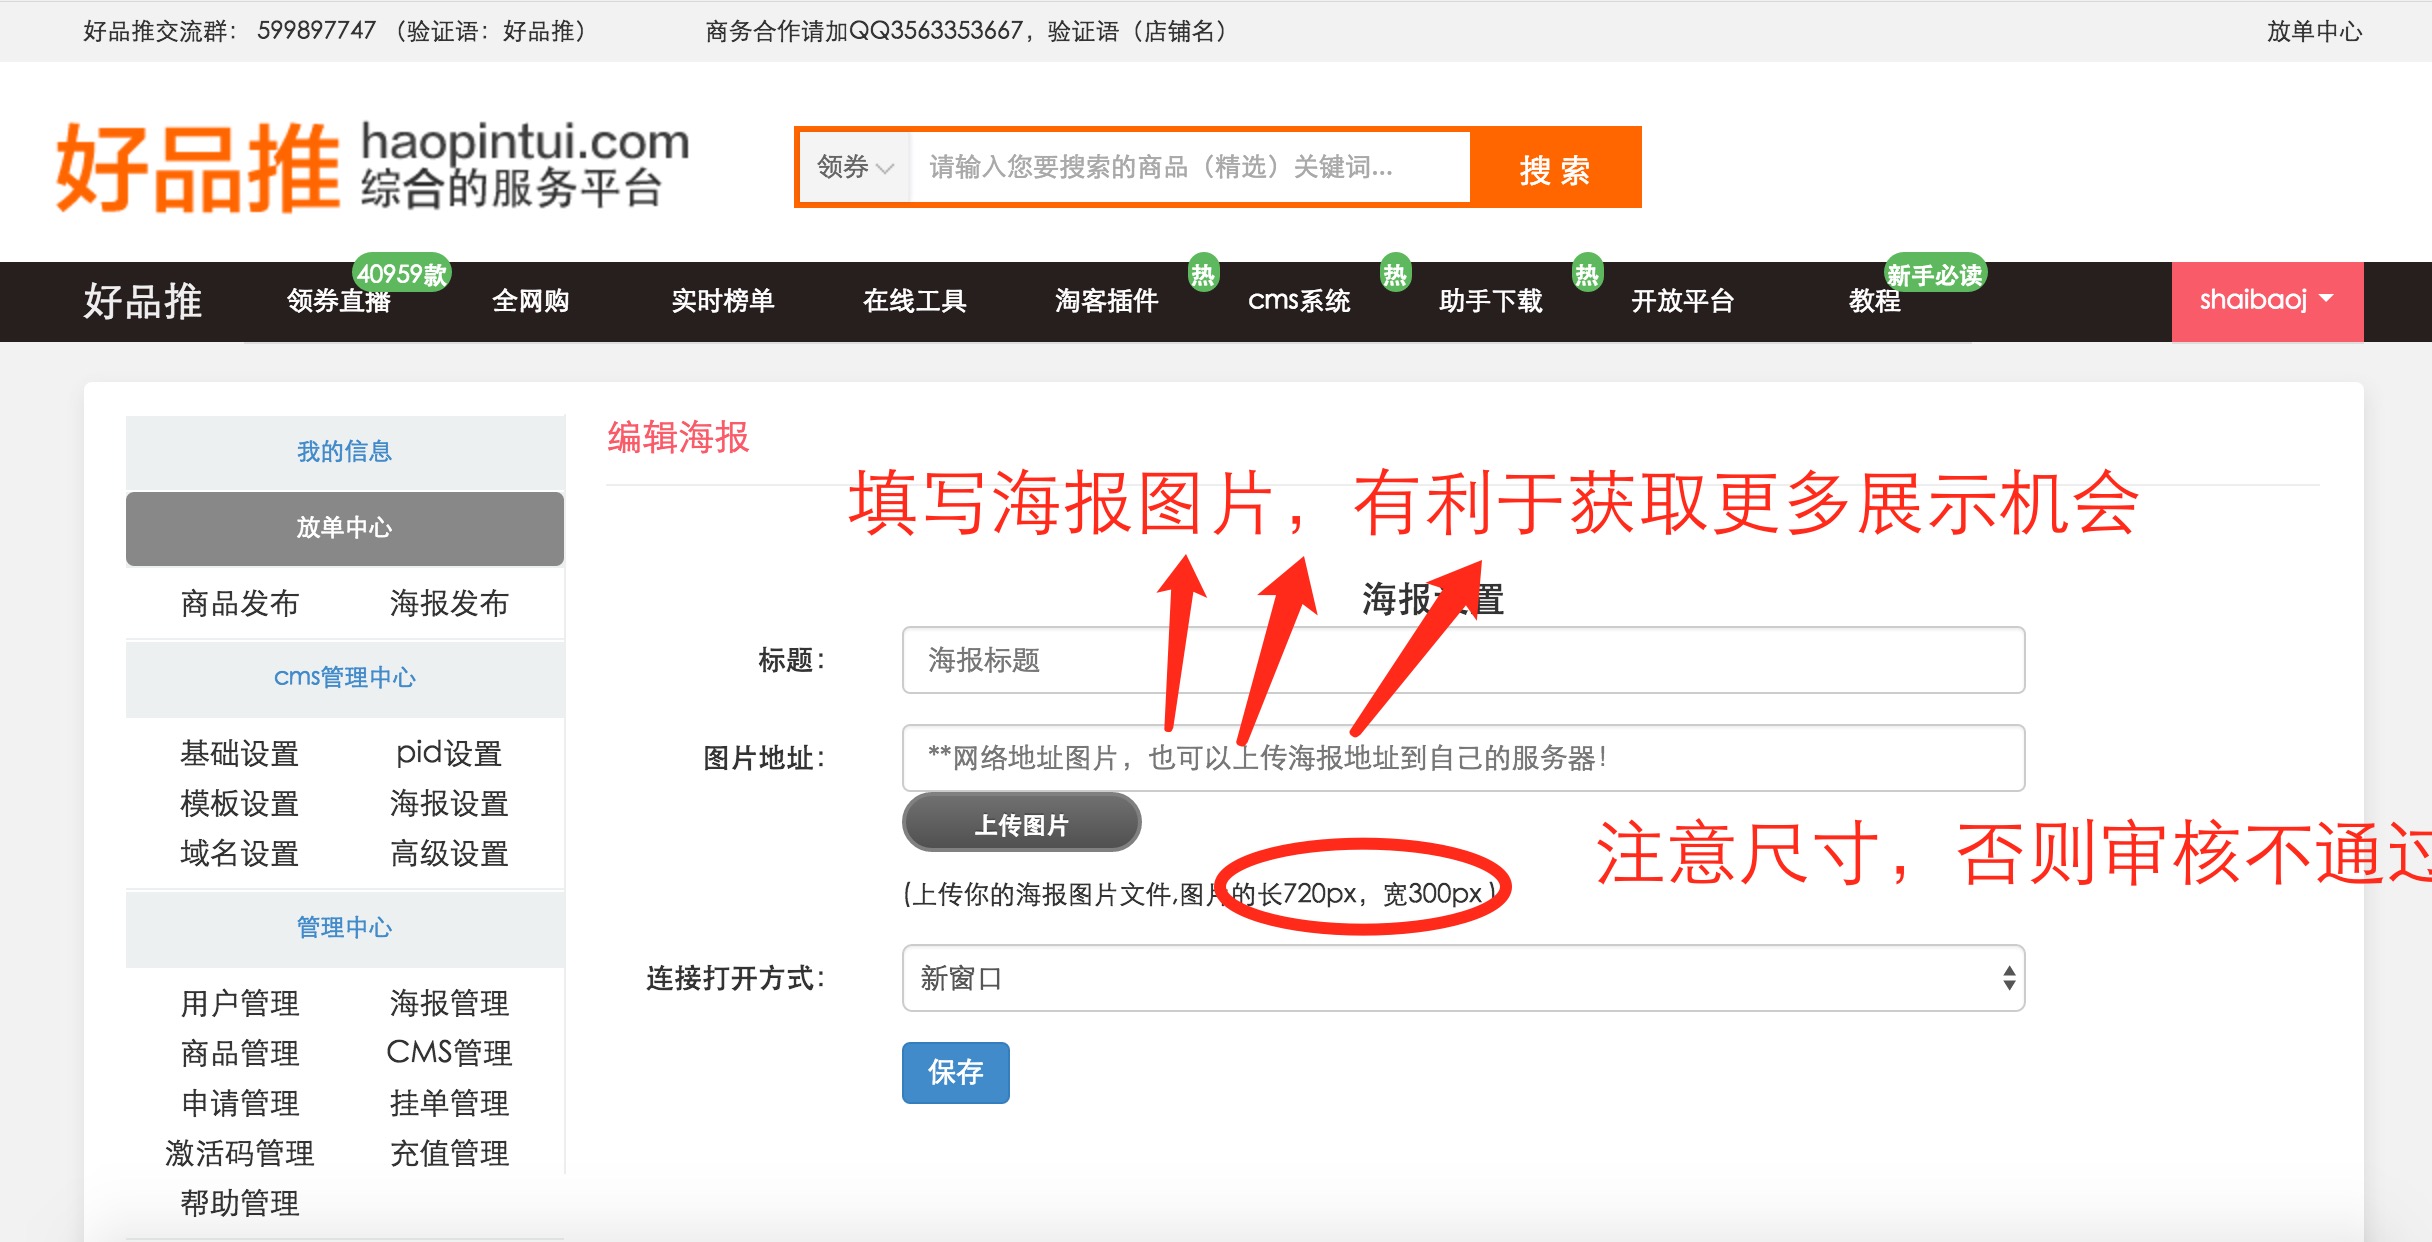 好品推交流群： 599897747 （验证语：好品推）
商务合作请加QQ3563353667，验证语（店铺名）
放单中心
好品推
haopintui.com
综合的服务平台
领券
请输入您要搜索的商品（精选）关键词...
搜 索
好品推
领券直播
40959款
全网购
实时榜单
在线工具
淘客插件
热
cms系统
热
助手下载
热
开放平台
教程
新手必读
shaibaoj
我的信息
放单中心
商品发布 海报发布
cms管理中心
基础设置 pid设置
模板设置 海报设置
域名设置 高级设置
管理中心
用户管理 海报管理
商品管理 CMS管理
申请管理 挂单管理
激活码管理 充值管理
帮助管理
编辑海报
填写海报图片，有利于获取更多展示机会
海报设置
标题：
海报标题
图片地址：
**网络地址图片，也可以上传海报地址到自己的服务器！
上传图片
注意尺寸，否则审核不通过
(上传你的海报图片文件,图片的长720px，宽300px )
连接打开方式：
新窗口
保存